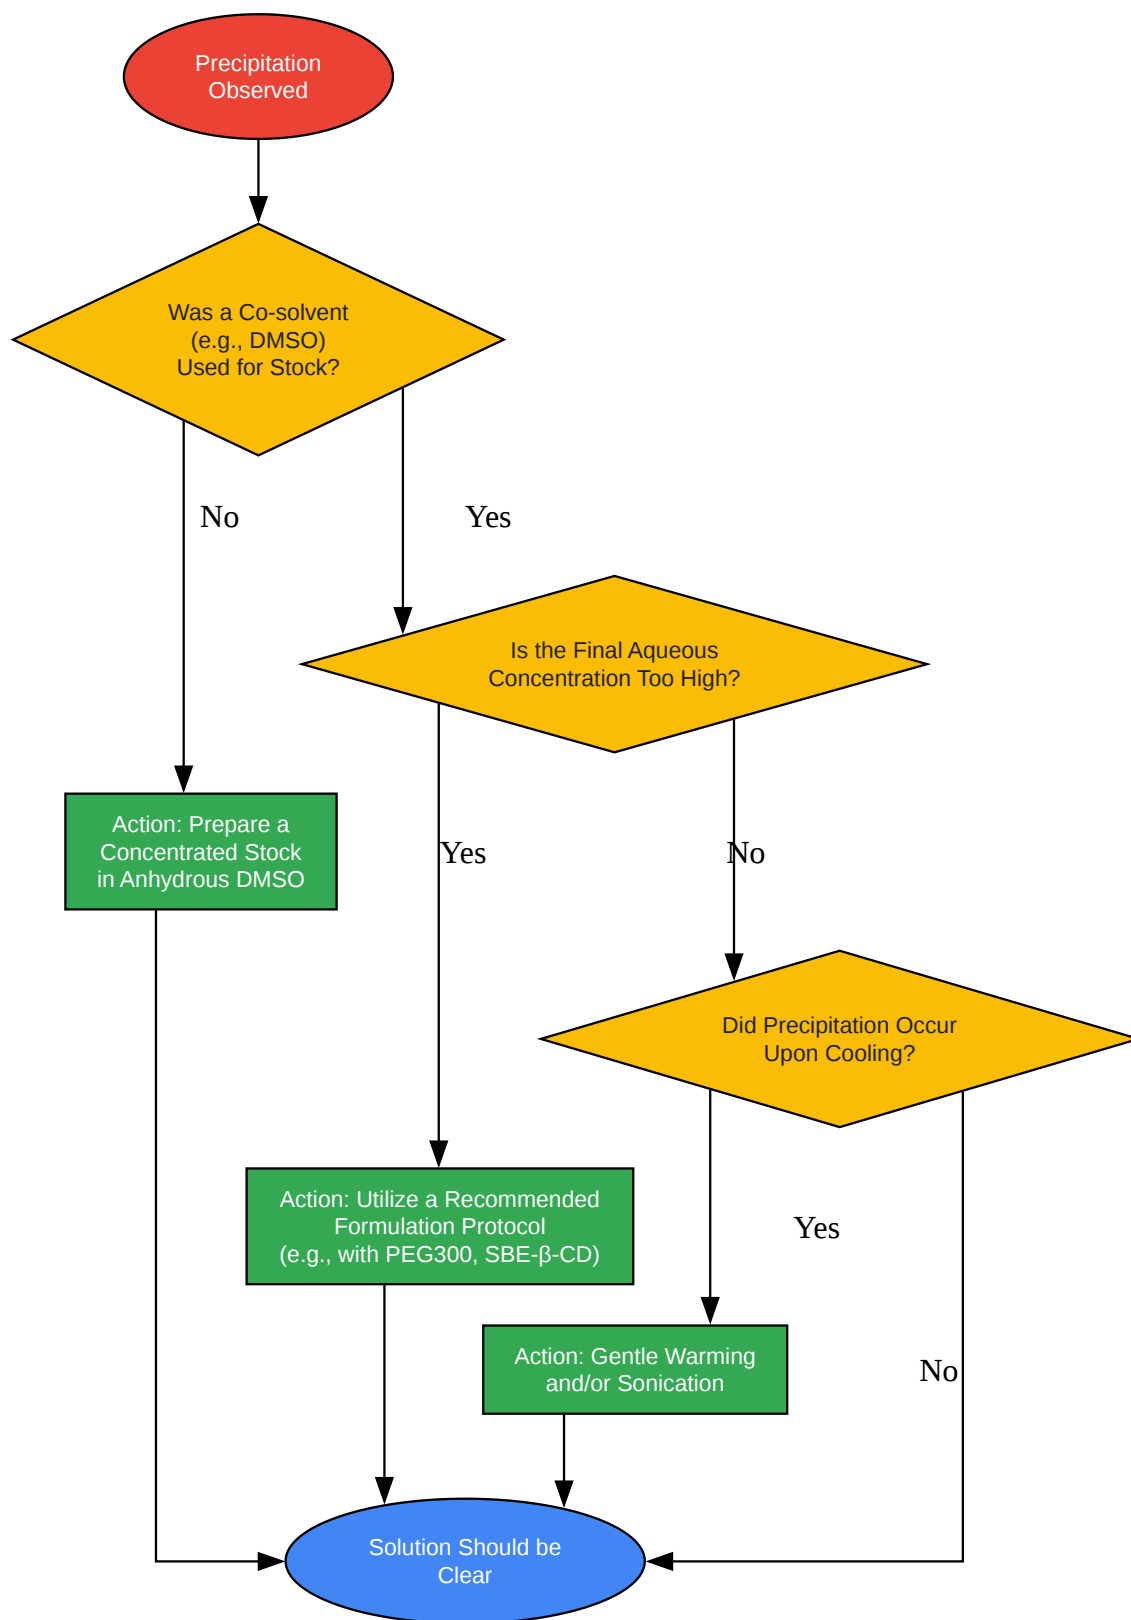 Precipitation
Observed
Was a Co-solvent
(e.g., DMSO)
Used for Stock?
No
Yes
Is the Final Aqueous
Concentration Too High?
Action: Prepare a
Concentrated Stock
in Anhydrous DMSO
Yes
No
Did Precipitation Occur
Upon Cooling?
Action: Utilize a Recommended
Formulation Protocol
(e.g., with PEG300, SBE-β-CD)
Yes
Action: Gentle Warming
and/or Sonication
No
Solution Should be
Clear